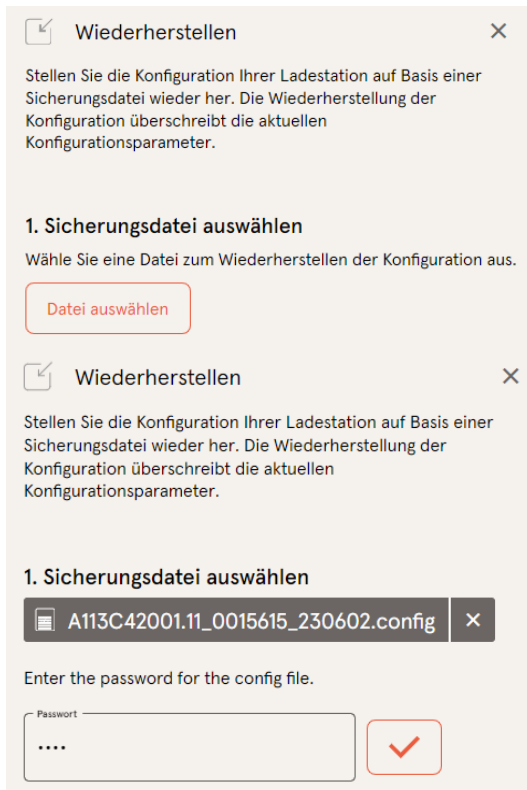 Wiederherstellen
Stellen Sie die Konfiguration Ihrer Ladestation auf Basis einer
Sicherungsdatei wieder her. Die Wiederherstellung der
Konfiguration überschreibt die aktuellen
Konfigurationsparameter.
1. Sicherungsdatei auswählen
Wähle Sie eine Datei zum Wiederherstellen der Konfiguration aus.
Datei auswählen
Wiederherstellen
Stellen Sie die Konfiguration Ihrer Ladestation auf Basis einer
Sicherungsdatei wieder her. Die Wiederherstellung der
Konfiguration überschreibt die aktuellen
Konfigurationsparameter.
1. Sicherungsdatei auswählen
A113C42001.11_0015615_230602.config
Enter the password for the config file.
Passwort
••••